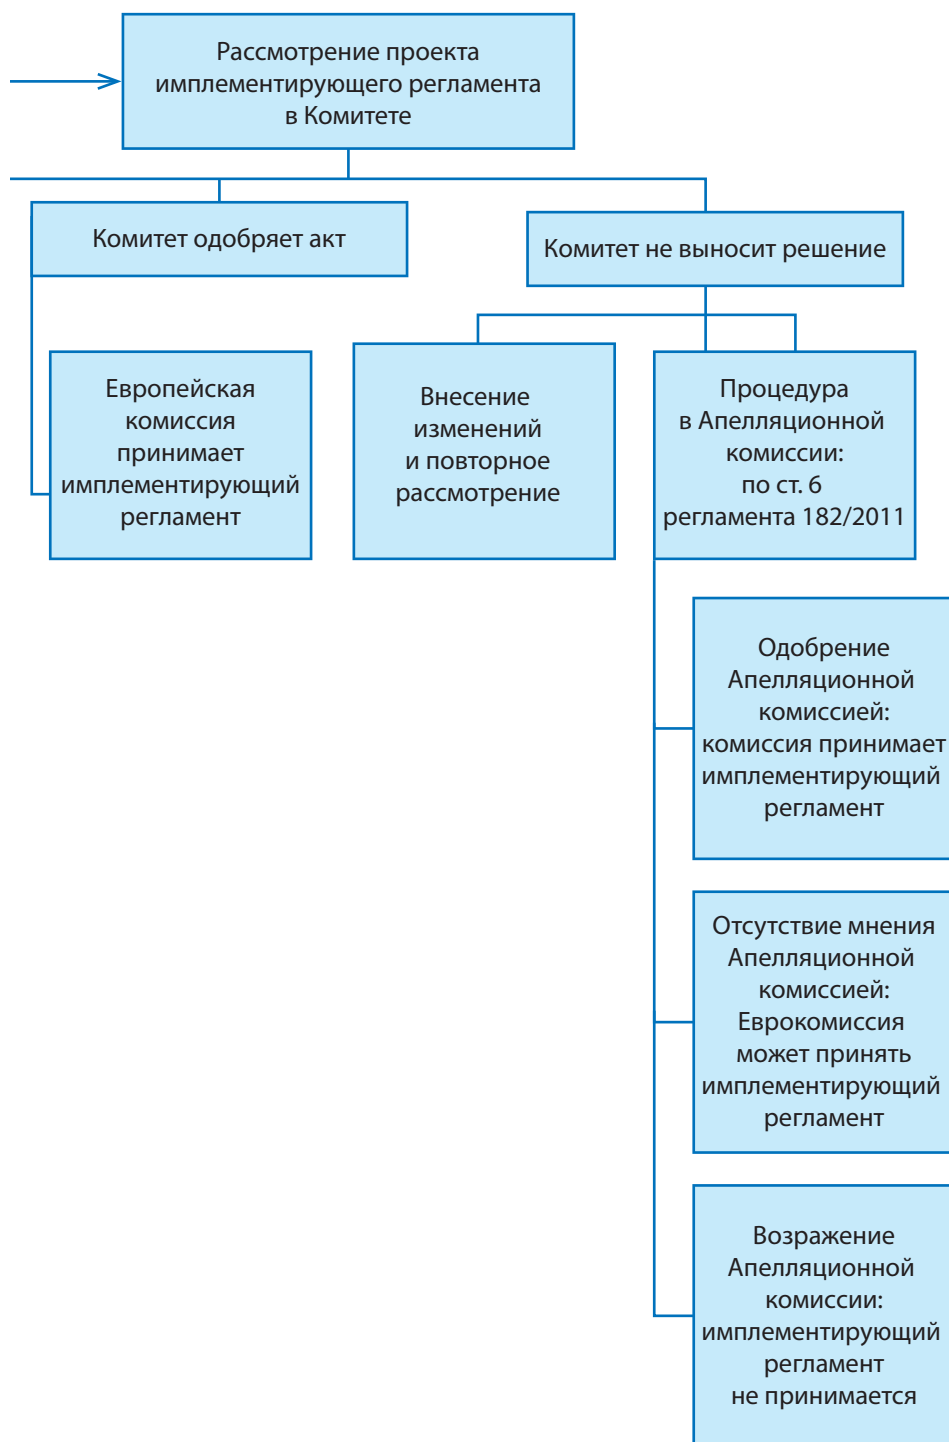 Рассмотрение проекта
имплементирующего регламента
в Комитете
Комитет одобряет акт
Комитет не выносит решение
Европейская
комиссия
принимает
имплементирующий
регламент
Внесение
изменений
и повторное
рассмотрение
Процедура
в Апелляционной
комиссии:
по ст. 6
регламента 182/2011
Одобрение
Апелляционной
комиссией:
комиссия принимает
имплементирующий
регламент
Отсутствие мнения
Апелляционной
комиссией:
Еврокомиссия
может принять
имплементирующий
регламент
Возражение
Апелляционной
комиссии:
имплементирующий
регламент
не принимается